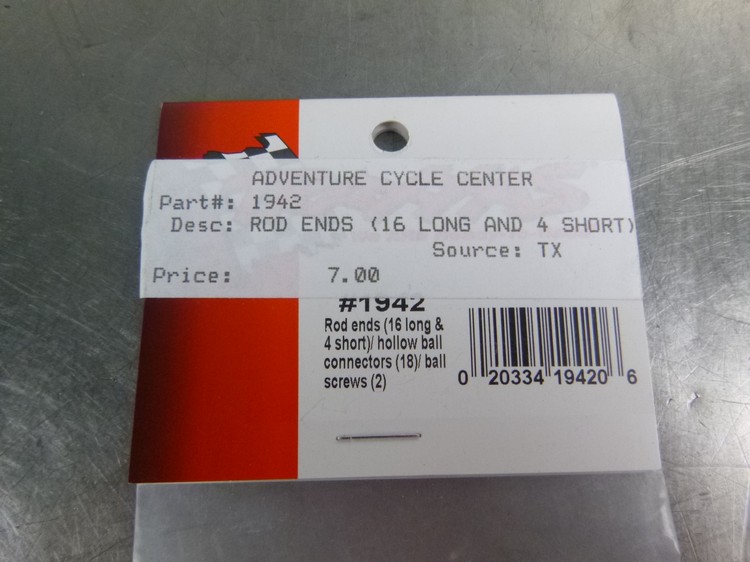 ADVENTURE CYCLE CENTER
Part#: 1942
Desc: ROD ENDS (16 LONG AND 4 SHORT)
Source: TX
Price: 7.00
#1942
Rod ends (16 long &
4 short)/ hollow ball
connectors (18)/ ball
screws (2)
0 20334 19420 6